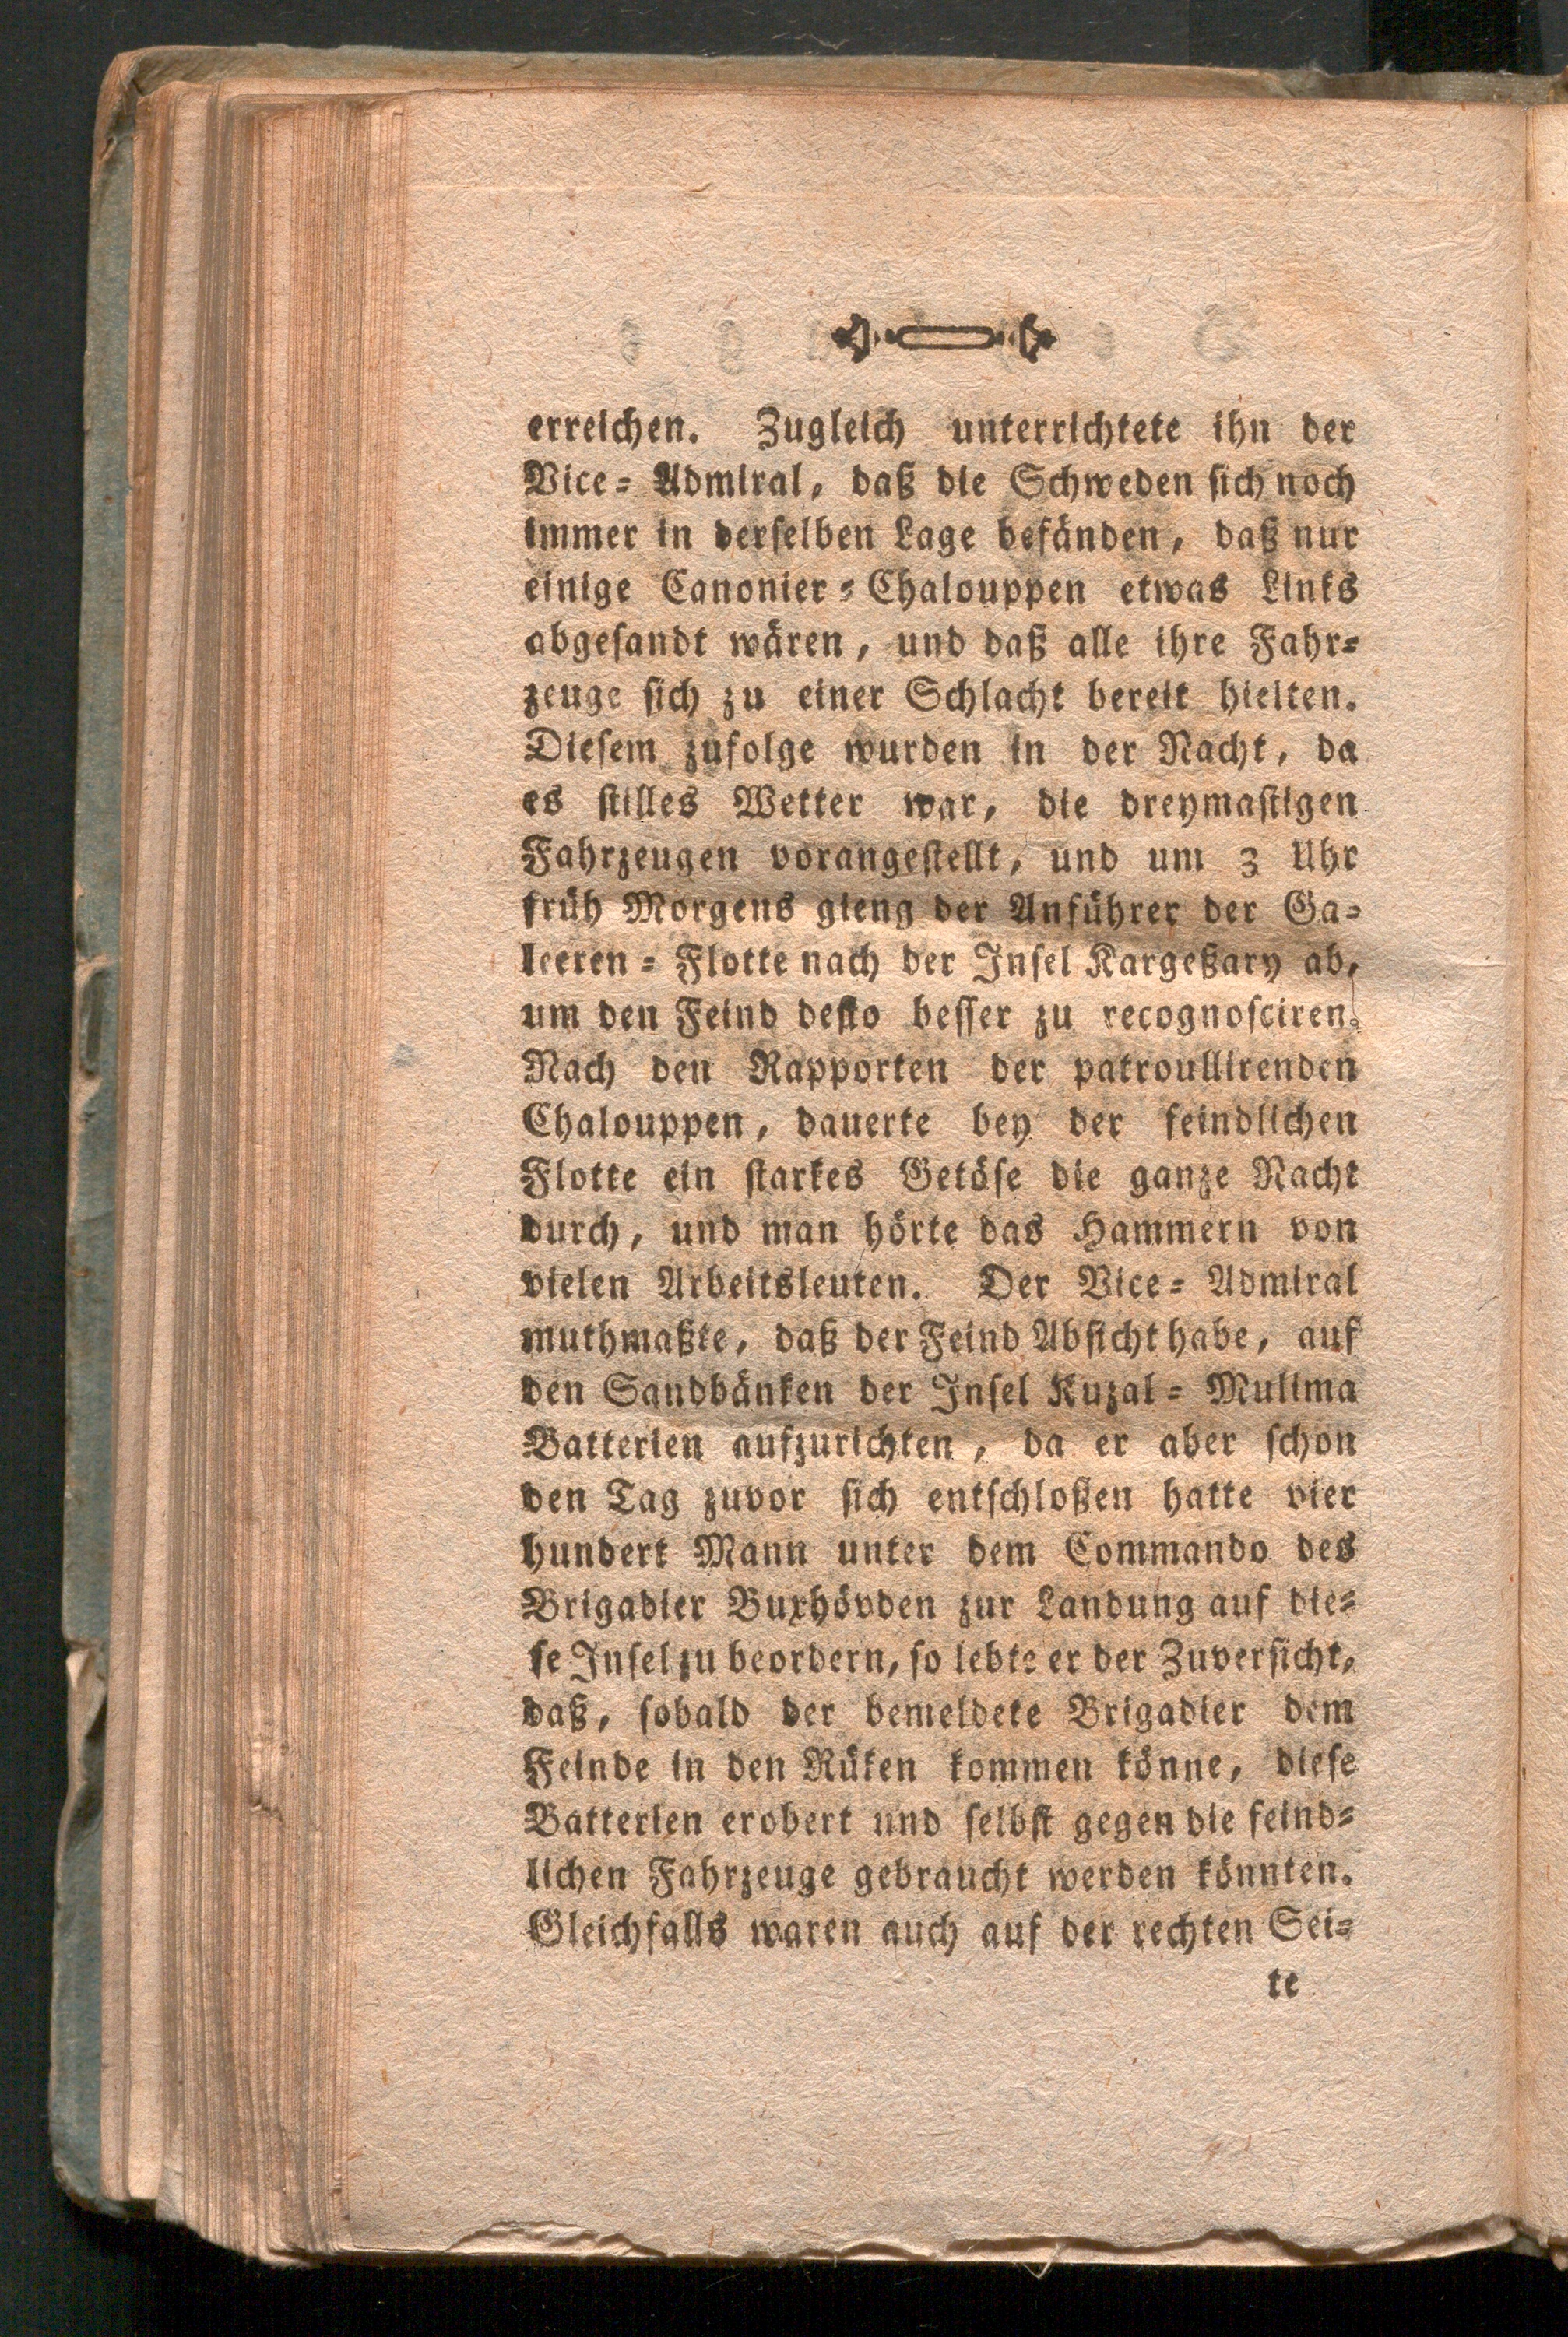 erreichen. Zugleich unterrichtete ihn der
Vice-Admiral, daß die Schweden sich noch
immer in derselben Lage befänden, daß nur
einige Canonier-Chalouppen etwas Links
abgesandt wären, und daß alle ihre Fahr-
zeuge sich zu einer Schlacht bereit hielten.
Diesem zufolge wurden in der Nacht, da
es stilles Wetter war, die dreymastigen
Fahrzeugen vorangestellt, und um 3 Uhr
früh Morgens gieng der Anführer der Ga-
leeren-Flotte nach der Insel Kargeßary ab,
um den Feind desto besser zu recognosciren.
Nach den Rapporten der patroullirenden
Chalouppen, dauerte bey der feindlichen
Flotte ein starkes Getöse die ganze Nacht
durch, und man hörte das Hammern von
vielen Arbeitsleuten. Der Vice-Admiral
muthmaßte, daß der Feind Absicht habe, auf
den Sandbänken der Insel Kuzal-Mulima
Batterien aufzurichten, da er aber schon
den Tag zuvor sich entschloßen hatte vier
hundert Mann unter dem Commando des
Brigadier Buxhövden zur Landung auf die-
se Insel zu beordern, so lebte er der Zuversicht,
daß, sobald der bemeldete Brigadier dem
Feinde in den Rüken kommen könne, diese
Batterien erobert und selbst gegen die feind-
lichen Fahrzeuge gebraucht werden könnten.
Gleichfalls waren auch auf der rechten Sei-
te